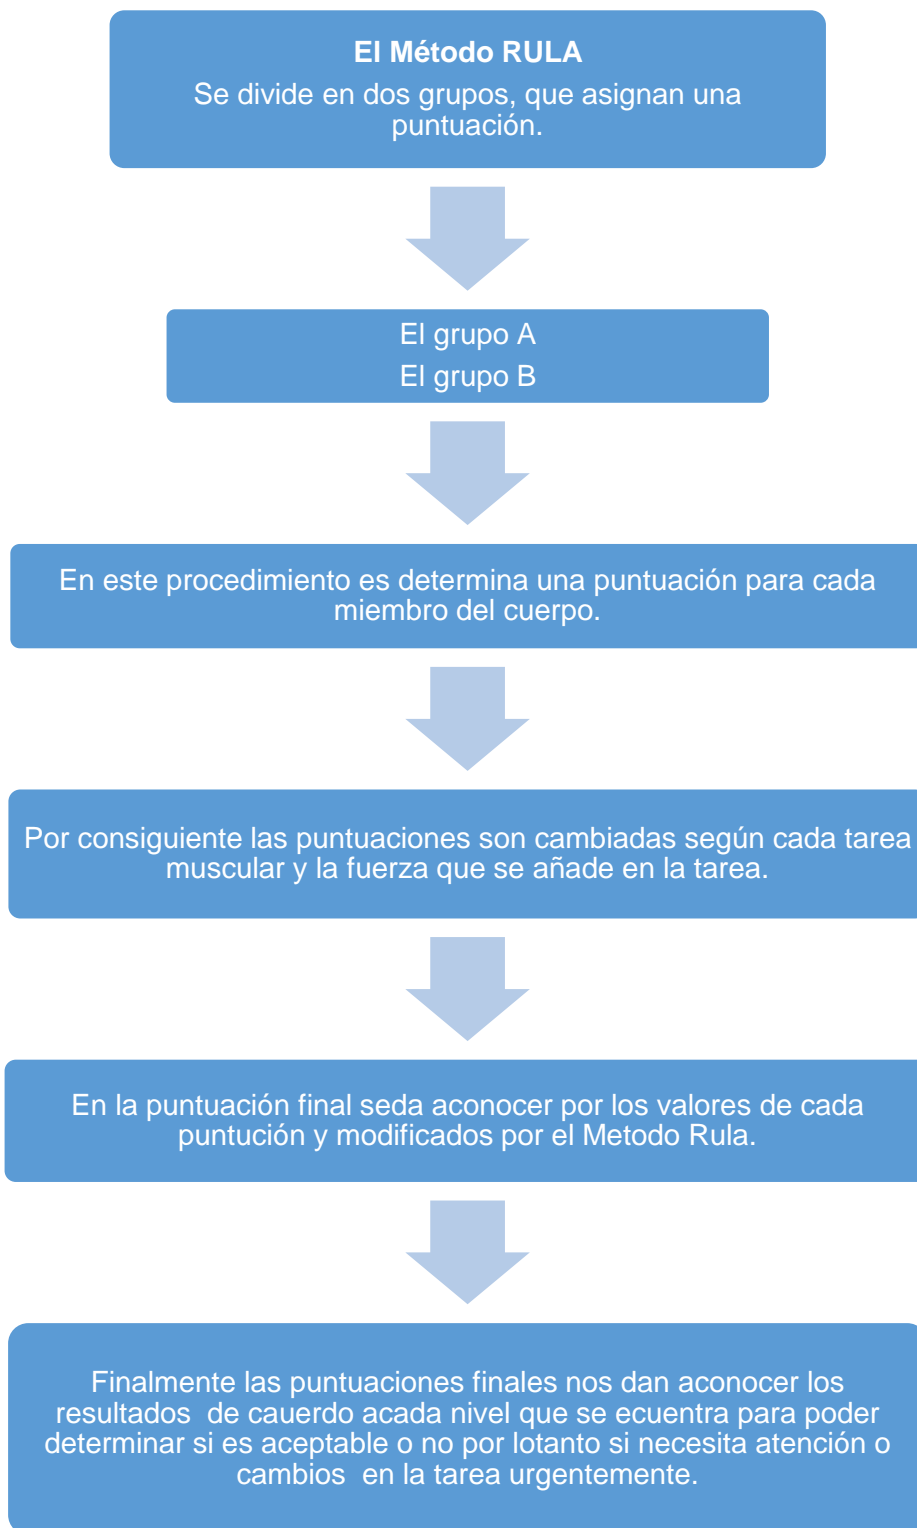 El Método RULA
Se divide en dos grupos, que asignan una
puntuación.
El grupo A
El grupo B
En este procedimiento es determina una puntuación para cada
miembro del cuerpo.
Por consiguiente las puntuaciones son cambiadas según cada tarea
muscular y la fuerza que se añade en la tarea.
En la puntuación final seda aconocer por los valores de cada
puntución y modificados por el Metodo Rula.
Finalmente las puntuaciones finales nos dan aconocer los
resultados  de cauerdo acada nivel que se ecuentra para poder
determinar si es aceptable o no por lotanto si necesita atención o
cambios  en la tarea urgentemente.